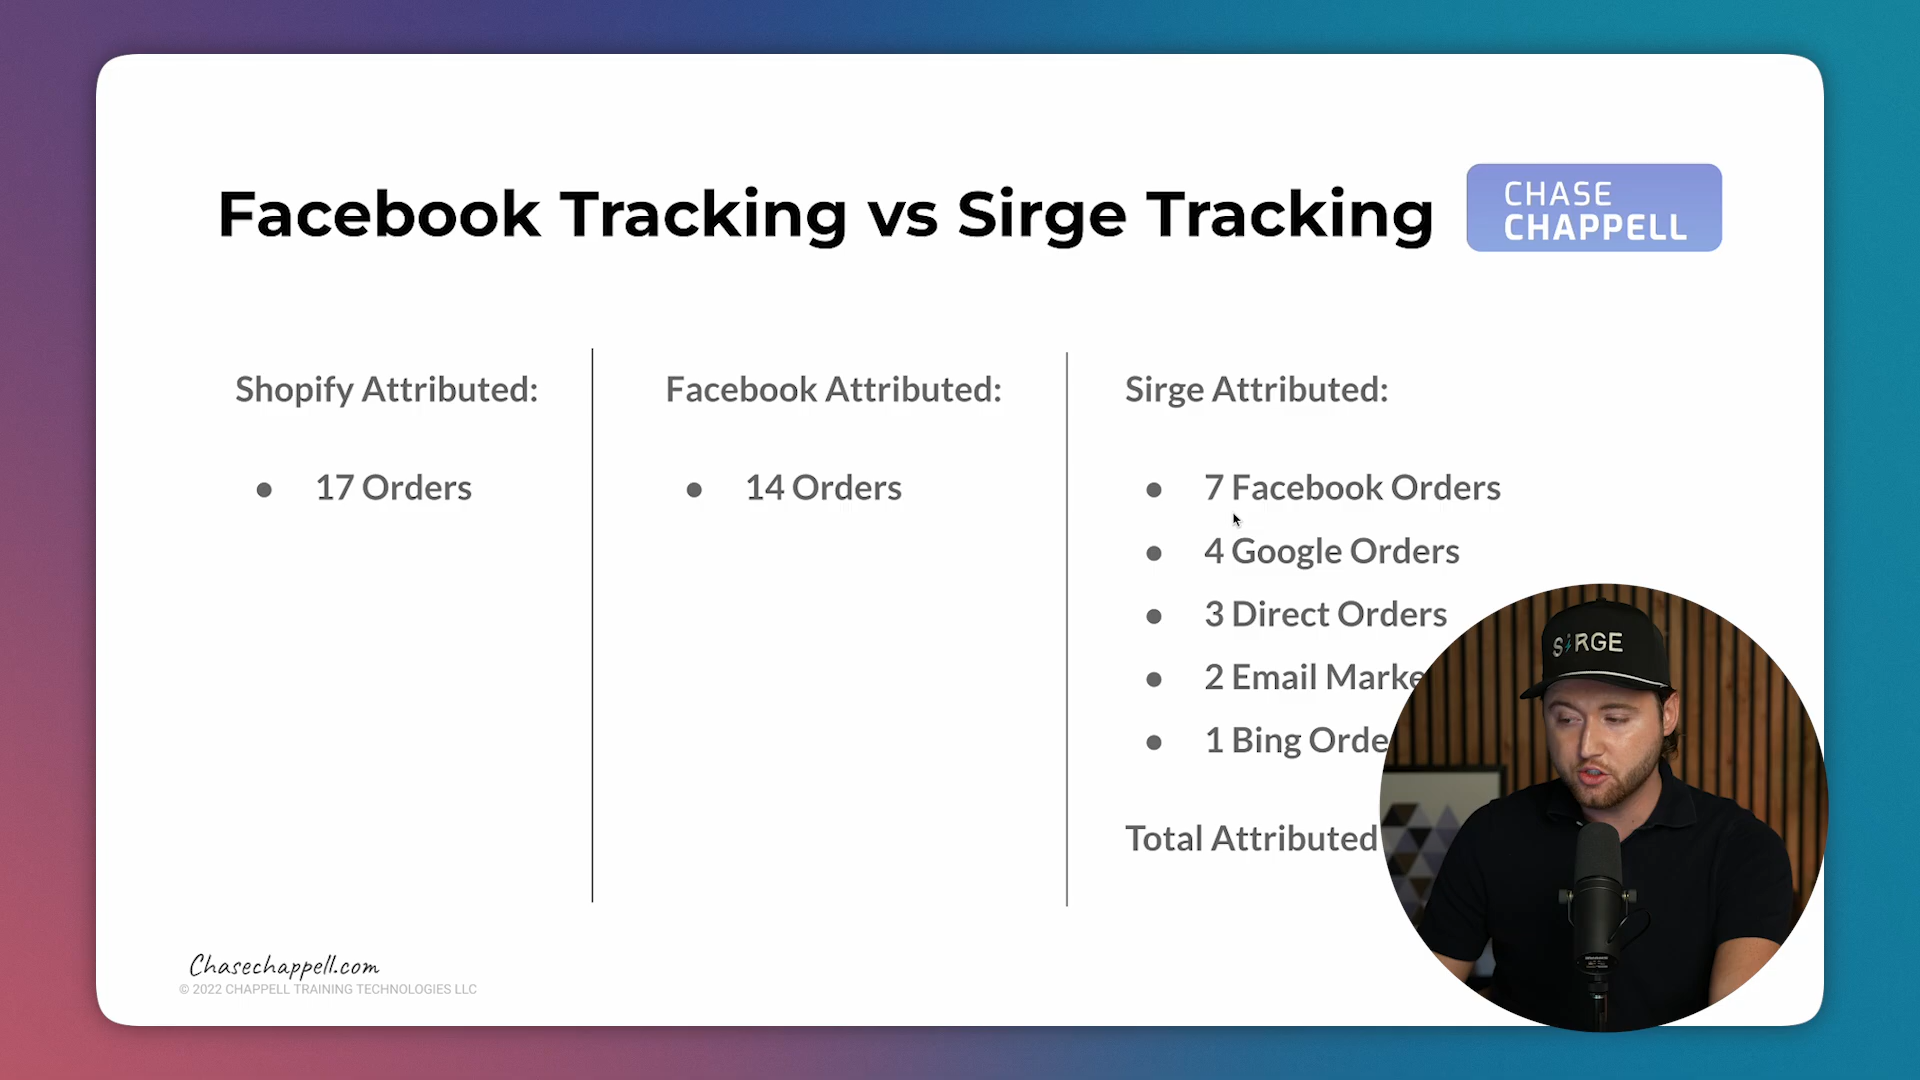 Facebook Tracking vs Sirge Tracking
CHASE
CHAPPELL
Shopify Attributed:
● 17 Orders
Facebook Attributed:
● 14 Orders
Sirge Attributed:
● 7 Facebook Orders
● 4 Google Orders
● 3 Direct Orders
● 2 Email Marke
● 1 Bing Orde
Total Attributed
SIRGE
Chasechappell.com
© 2022 CHAPPELL TRAINING TECHNOLOGIES LLC